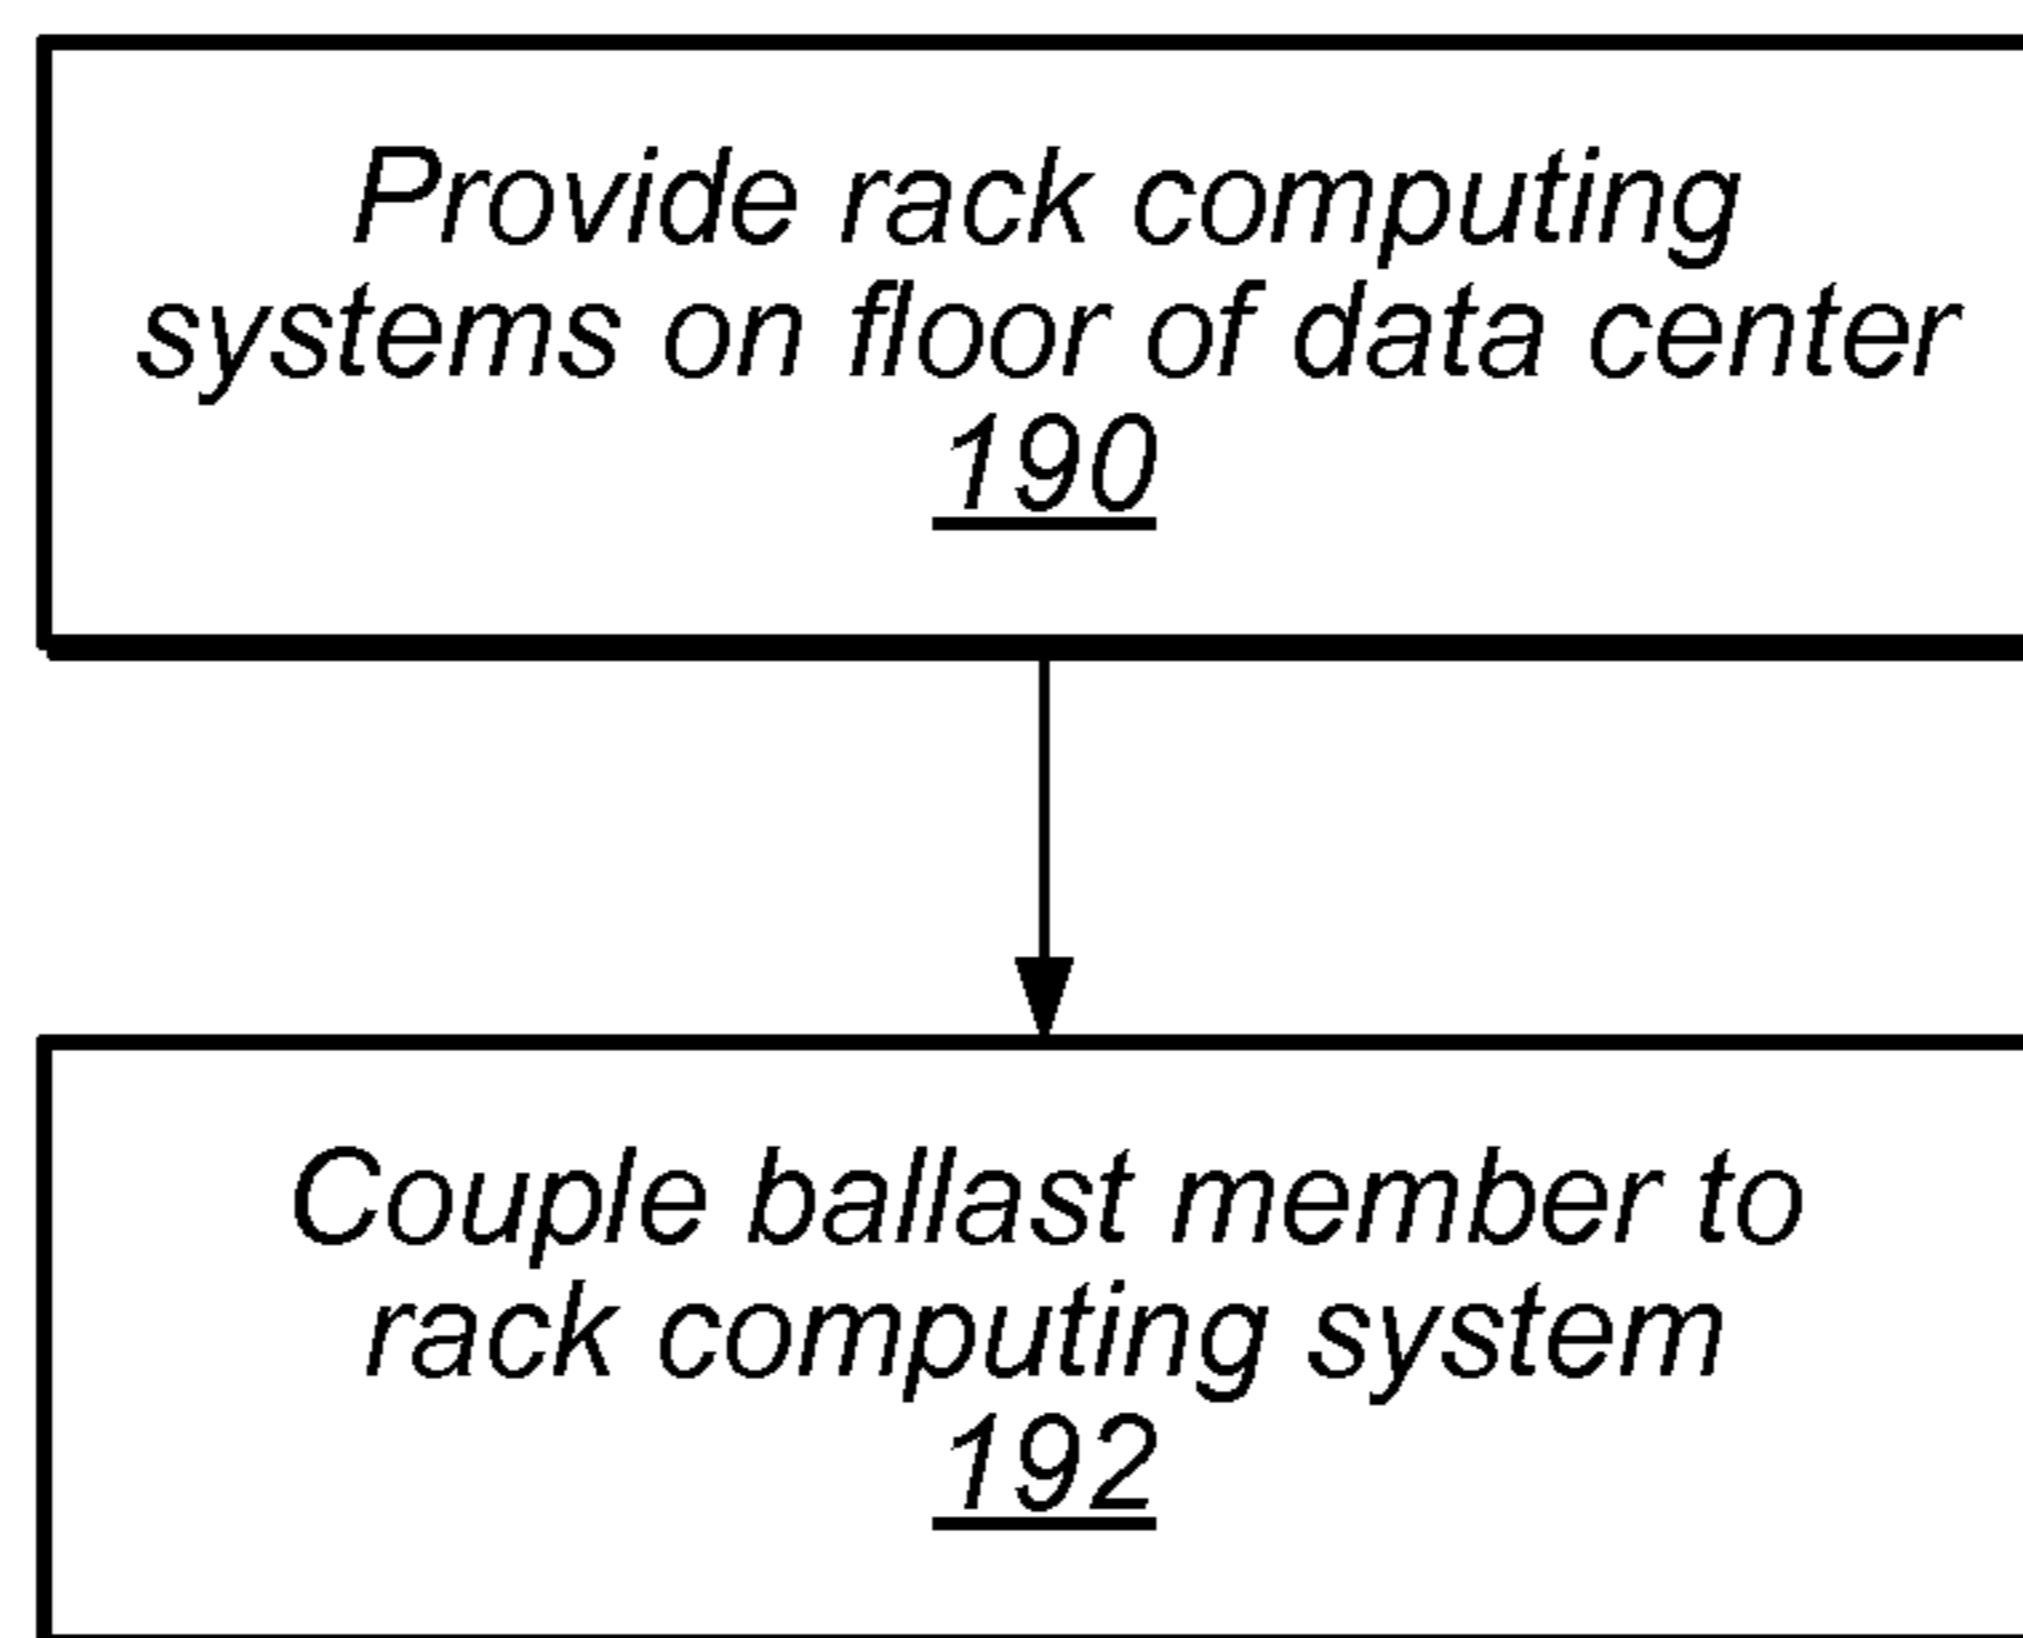 Provide rack computing
systems on floor of data center
190
Couple ballast member to
rack computing system
192